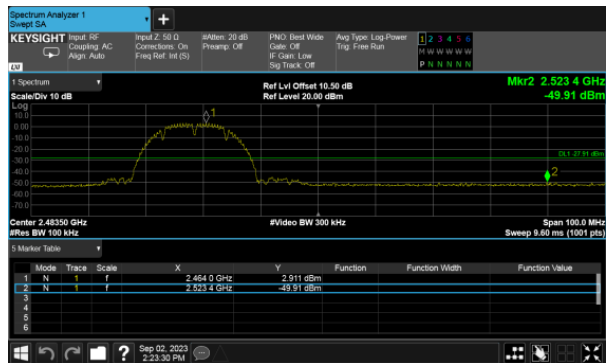 Spectrum Analyzer 1
Swept SA
KEYSIGHT Input: RF Input Z: 50 Ω #Atten: 20 dB PNO: Best Wide Avg Type: Log-Power 1 2 3 4 5 6
Coupling: AC Corrections: On Preamp: Off Gate: Off Trig: Free Run M W W W W W
Align: Auto Freq Ref: Int (S) IF Gain: Low P N N N N N
Sig Track: Off
1 Spectrum Ref Lvl Offset 10.50 dB Mkr2 2.523 4 GHz
Scale/Div 10 dB Ref Level 20.00 dBm -49.91 dBm
Log
10.0
0.00
-10.0
-20.0
DL1 -27.91 dBm
-30.0
-40.0
-50.0
-60.0
-70.0
1
2
Center 2.48350 GHz #Video BW 300 kHz Span 100.0 MHz
#Res BW 100 kHz Sweep 9.60 ms (1001 pts)
5 Marker Table
Mode Trace Scale X Y Function Function Width Function Value
1 N 1 f 2.464 0 GHz 2.911 dBm
2 N 1 f 2.523 4 GHz -49.91 dBm
3
4
5
6
? Sep 02, 2023
2:23:30 PM